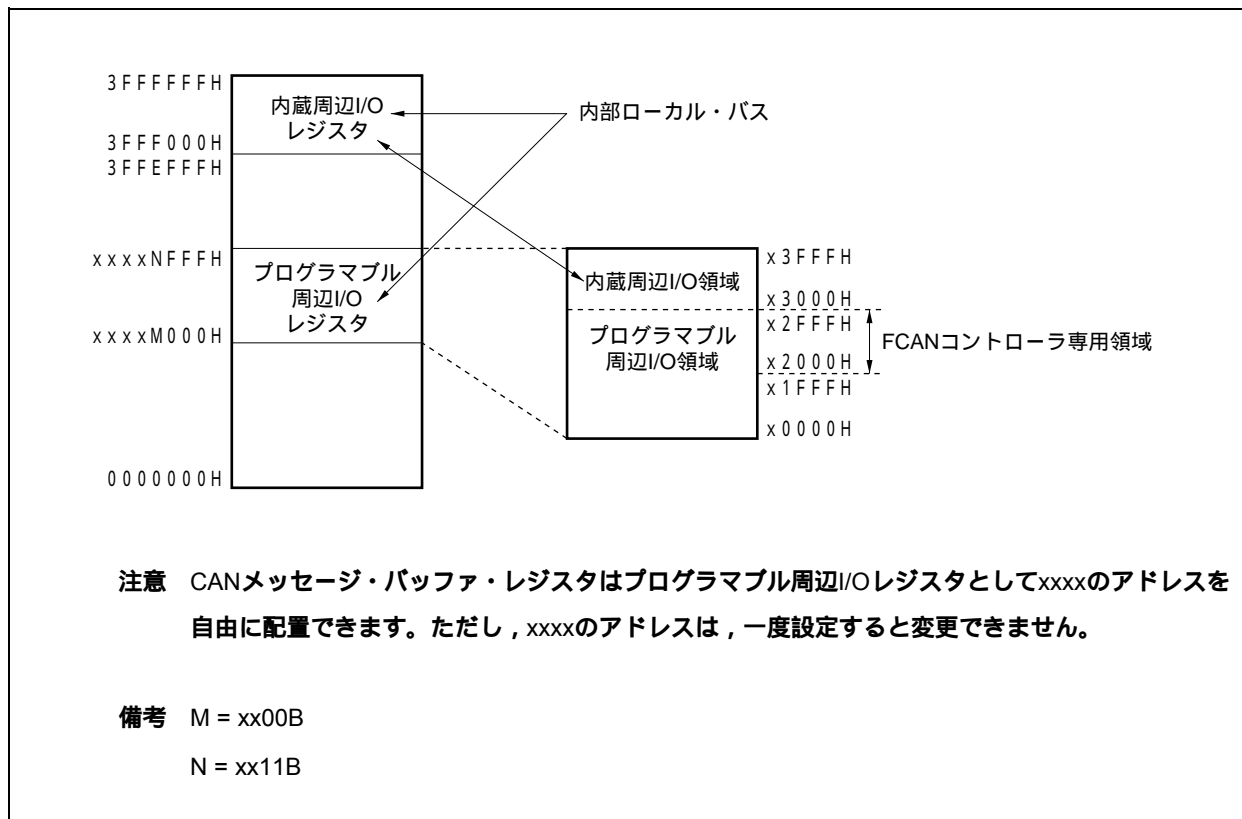 3FFFFFFH
内蔵周辺I/O
レジスタ
3FFF000H
3FFEFFFH
内部ローカル・バス
xxxxNFFFH
プログラマブル
周辺I/O
レジスタ
xxxxM000H
0000000H
x3FFFH
内蔵周辺I/O領域
x3000H
x2FFFH
プログラマブル
周辺I/O領域
FCANコントローラ専用領域
x2000H
x1FFFH
x0000H
注意 CANメッセージ・バッファ・レジスタはプログラマブル周辺I/Oレジスタとしてxxxxのアドレスを
自由に配置できます。ただし，xxxxのアドレスは，一度設定すると変更できません。
備考 M = xx00B
N = xx11B